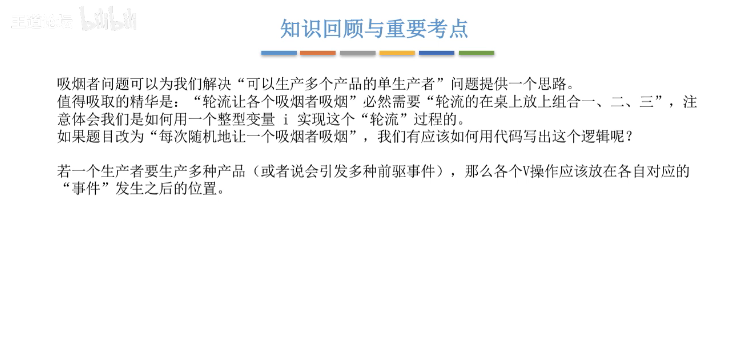 知识回顾与重要考点
吸烟者问题可以为我们解决“可以生产多个产品的单生产者”问题提供一个思路。
值得吸取的精华是：“轮流让各个吸烟者吸烟”必然需要“轮流的在桌上放上组合一、二、三”，注
意体会我们是如何用一个整型变量 i 实现这个“轮流”过程的。
如果题目改为“每次随机地让一个吸烟者吸烟”，我们有应该如何用代码写出这个逻辑呢？
若一个生产者要生产多种产品（或者说会引发多种前驱事件），那么各个V操作应该放在各自对应的
“事件”发生之后的位置。